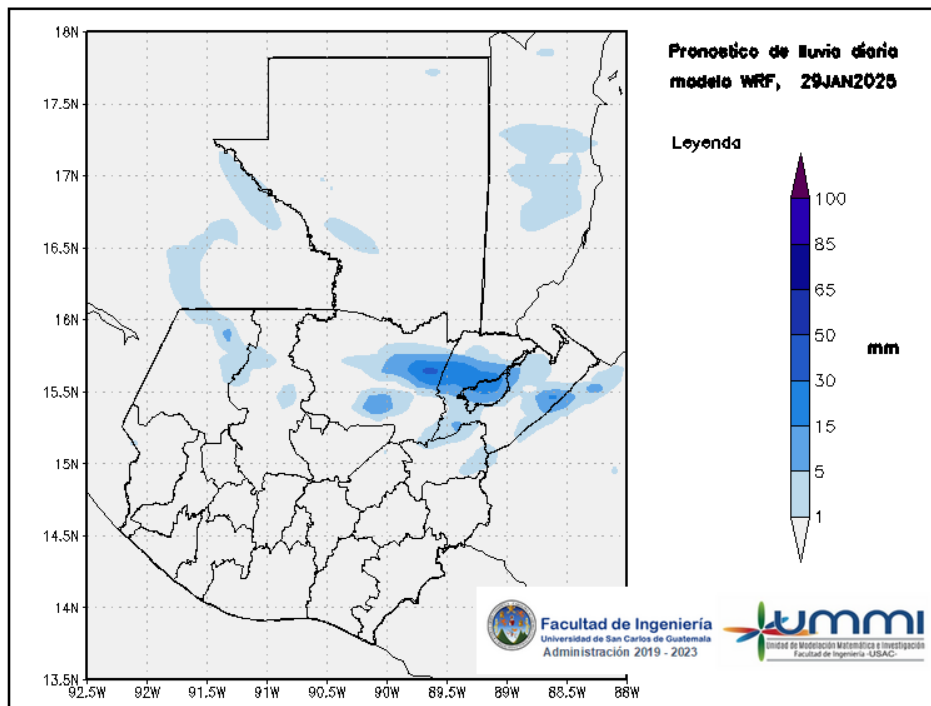 Pronostico de lluvia diaria
modelo WRF, 29JAN2025
Leyenda
100
85
65
50
30
15
5
1
mm
18N
17.5N
17N
16.5N
16N
15.5N
15N
14.5N
14N
13.5N
92.5W
92W
91.5W
91W
90.5W
90W
89.5W
89W
88.5W
88W
Facultad de Ingeniería
Universidad de San Carlos de Guatemala
Administración 2019 - 2023
ummi
Unidad de Modelación Matemática e Investigación
Facultad de Ingeniería -USAC-